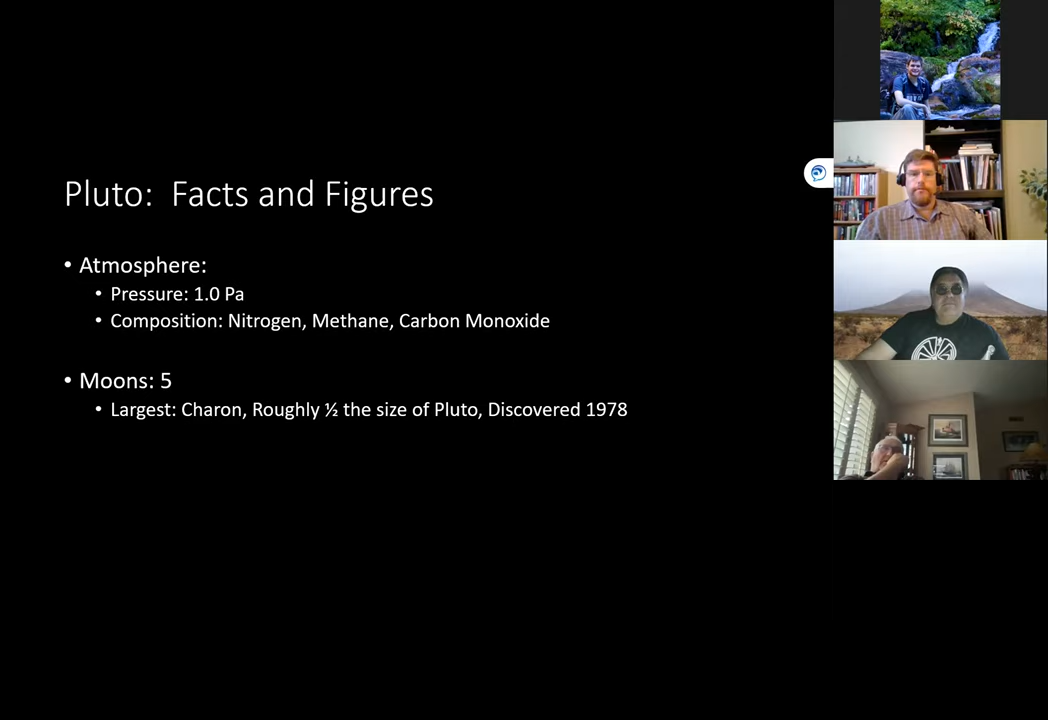 Pluto:  Facts and Figures
• Atmosphere:
• Pressure: 1.0 Pa
• Composition: Nitrogen, Methane, Carbon Monoxide
• Moons: 5
• Largest: Charon, Roughly ½ the size of Pluto, Discovered 1978